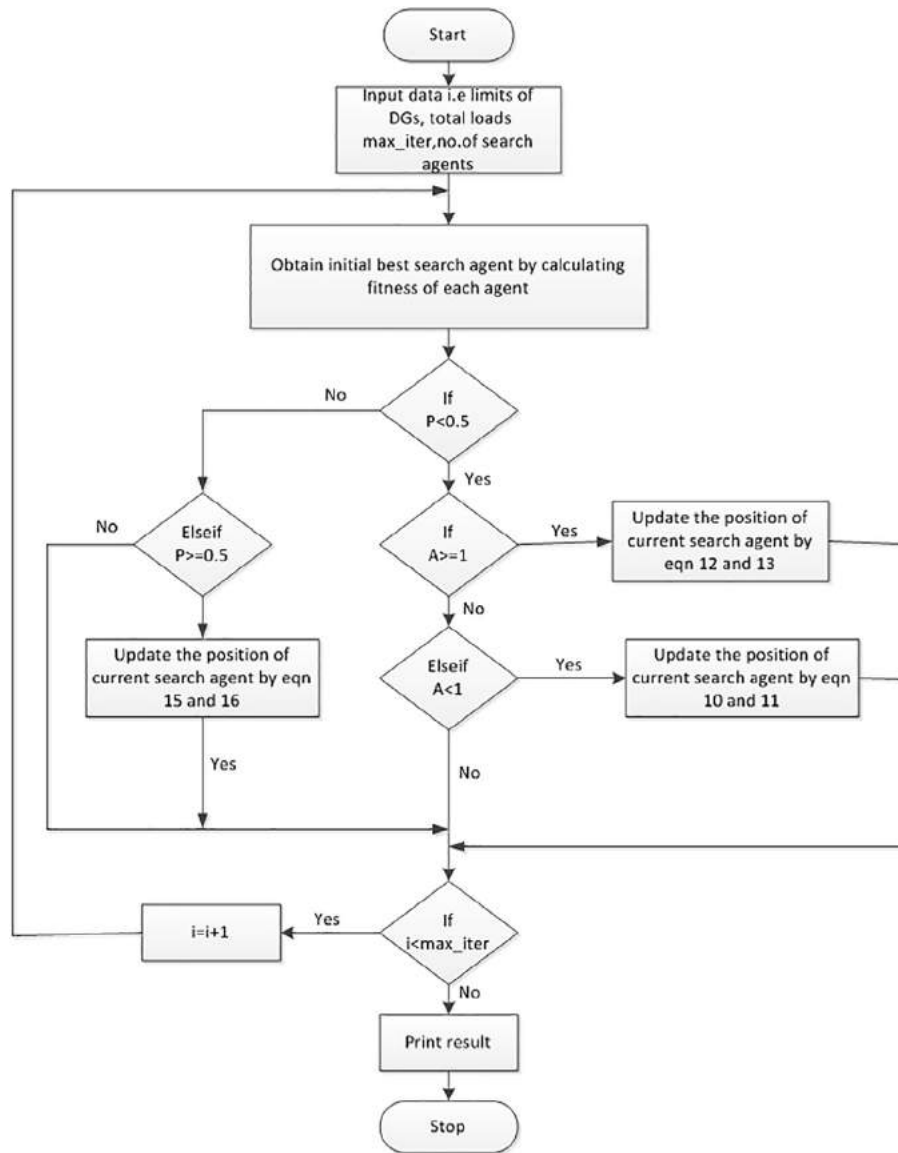 Start
Input data i.e limits of
DGs, total loads
max_iter,no.of search
agents
Obtain initial best search agent by calculating
fitness of each agent
No
If
P<0.5
Yes
No
Elseif
P>=0.5
If
A>=1
Yes
Update the position of
current search agent by
eqn 12 and 13
No
Update the position of
current search agent by eqn
15 and 16
Elseif
A<1
Yes
Update the position of
current search agent by eqn
10 and 11
Yes
No
i=i+1
Yes
If
i<max_iter
No
Print result
Stop